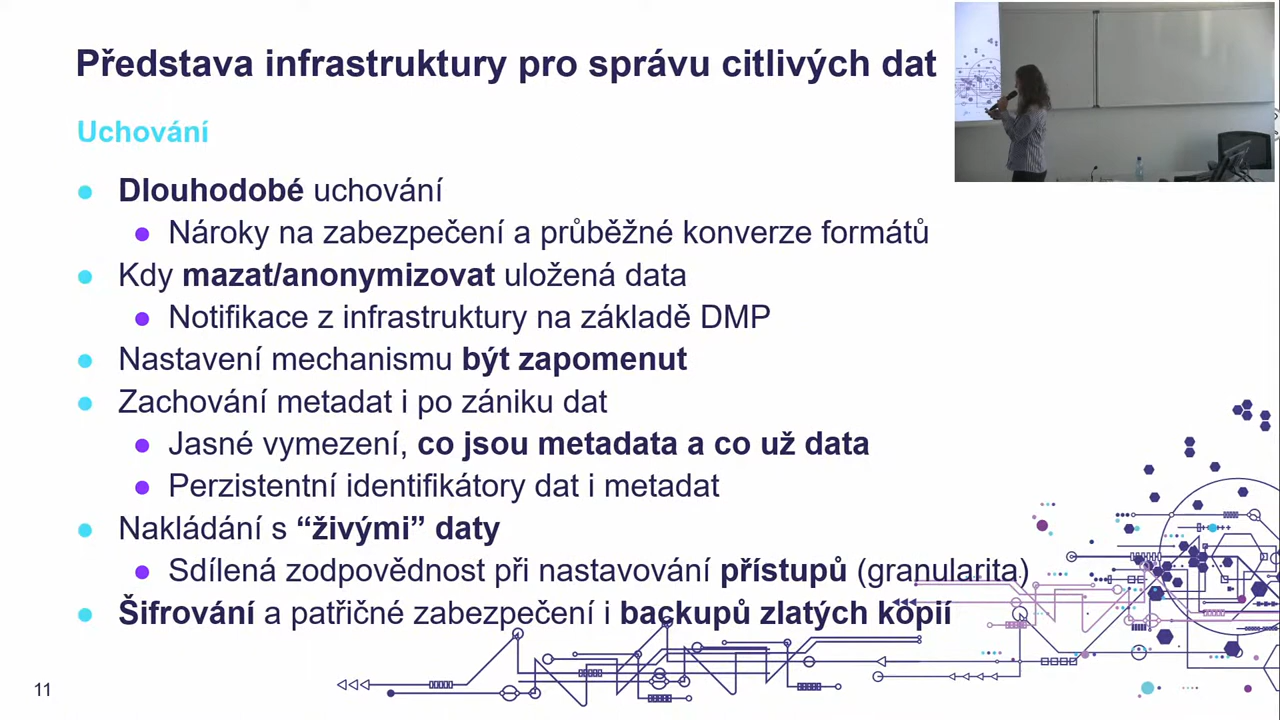 Představa infrastruktury pro správu citlivých dat
Uchování
Dlouhodobé uchování
Nároky na zabezpečení a průběžné konverze formátů
Kdy mazat/anonymizovat uložená data
Notifikace z infrastruktury na základě DMP
Nastavení mechanismu být zapomenut
Zachování metadat i po zániku dat
Jasné vymezení, co jsou metadata a co už data
Perzistentní identifikátory dat i metadat
Nakládání s “živými” daty
Sdílená zodpovědnost při nastavování přístupů (granularita)
Šifrování a patřičné zabezpečení i backupů zlatých kopií
11